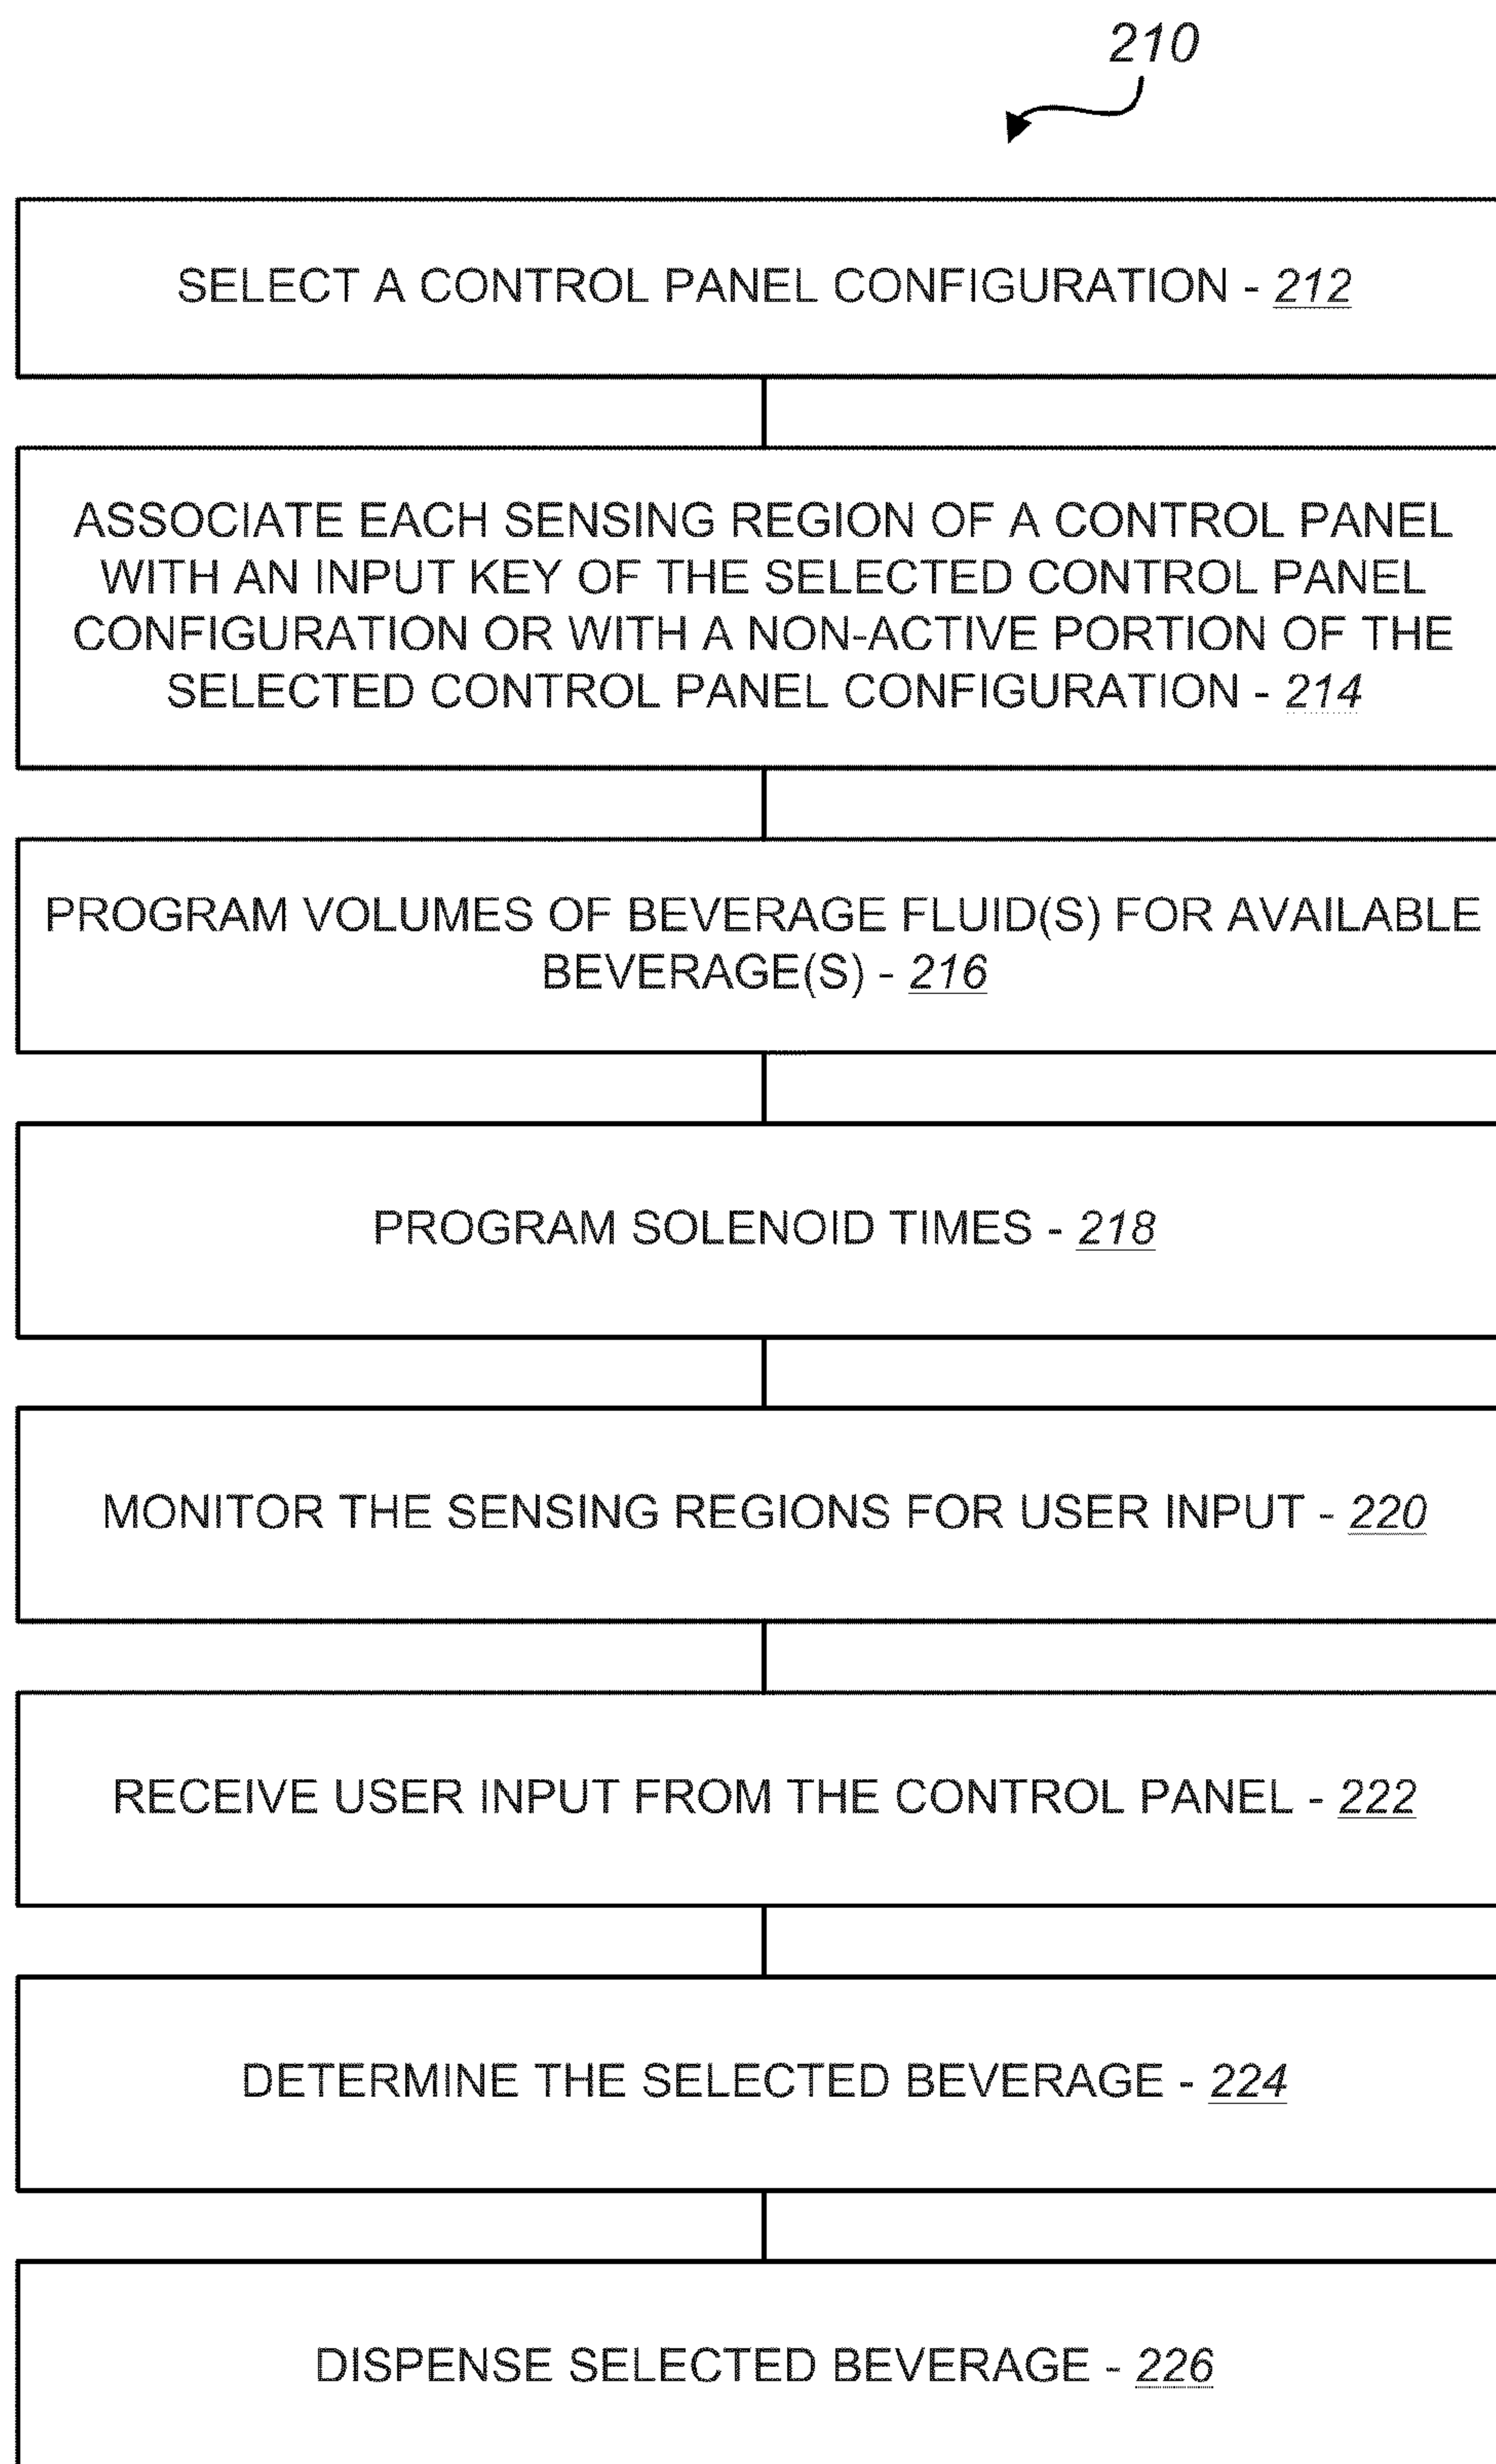 210
SELECT A CONTROL PANEL CONFIGURATION - 212
ASSOCIATE EACH SENSING REGION OF A CONTROL PANEL
WITH AN INPUT KEY OF THE SELECTED CONTROL PANEL
CONFIGURATION OR WITH A NON-ACTIVE PORTION OF THE
SELECTED CONTROL PANEL CONFIGURATION - 214
PROGRAM VOLUMES OF BEVERAGE FLUID(S) FOR AVAILABLE
BEVERAGE(S) - 216
PROGRAM SOLENOID TIMES - 218
MONITOR THE SENSING REGIONS FOR USER INPUT - 220
RECEIVE USER INPUT FROM THE CONTROL PANEL - 222
DETERMINE THE SELECTED BEVERAGE - 224
DISPENSE SELECTED BEVERAGE - 226